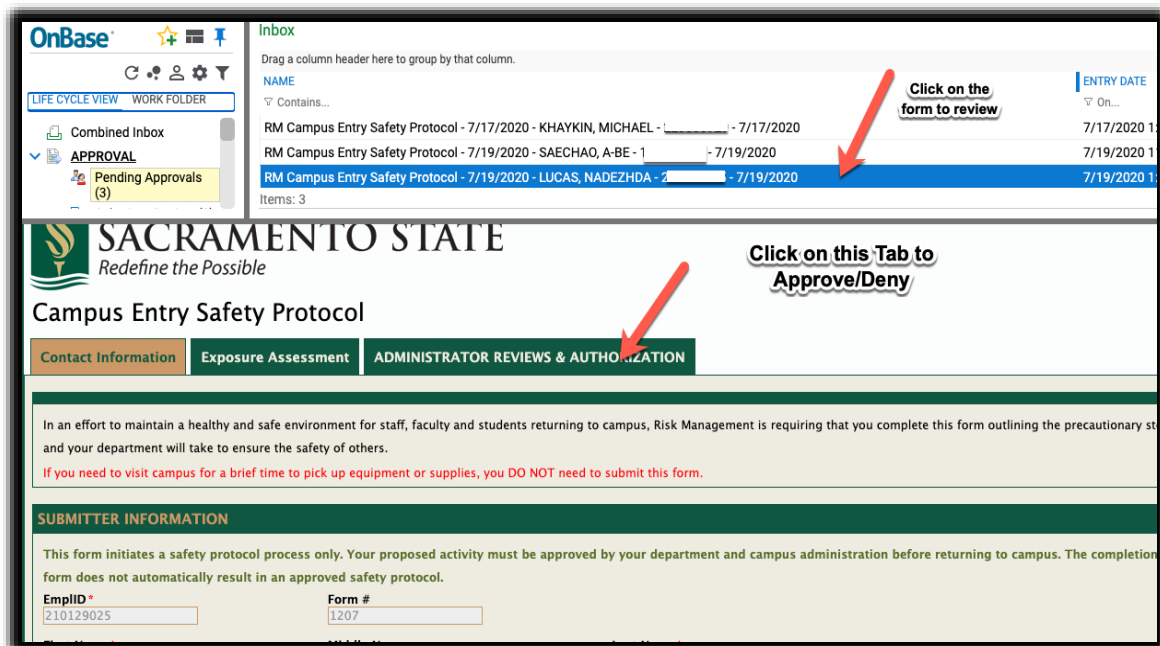 OnBase
LIFE CYCLE VIEW WORK FOLDER
Combined Inbox
APPROVAL
Pending Approvals
(3)
Inbox
Drag a column header here to group by that column.
NAME ENTRY DATE
Contains... On...
RM Campus Entry Safety Protocol - 7/17/2020 - KHAYKIN, MICHAEL - - 7/17/2020 7/17/2020 1:
RM Campus Entry Safety Protocol - 7/19/2020 - SAECHAO, A-BE - 1 - 7/19/2020 7/19/2020 1
RM Campus Entry Safety Protocol - 7/19/2020 - LUCAS, NADEZHDA - 2 - 7/19/2020 7/19/2020 1:
Items: 3
Click on the
form to review
SACRAMENTO STATE
Redefine the Possible
Click on this Tab to
Approve/Deny
Campus Entry Safety Protocol
Contact Information Exposure Assessment ADMINISTRATOR REVIEWS & AUTHORIZATION
In an effort to maintain a healthy and safe environment for staff, faculty and students returning to campus, Risk Management is requiring that you complete this form outlining the precautionary st
and your department will take to ensure the safety of others.
If you need to visit campus for a brief time to pick up equipment or supplies, you DO NOT need to submit this form.
SUBMITTER INFORMATION
This form initiates a safety protocol process only. Your proposed activity must be approved by your department and campus administration before returning to campus. The completion
form does not automatically result in an approved safety protocol.
EmplID * Form #
210129025 1207